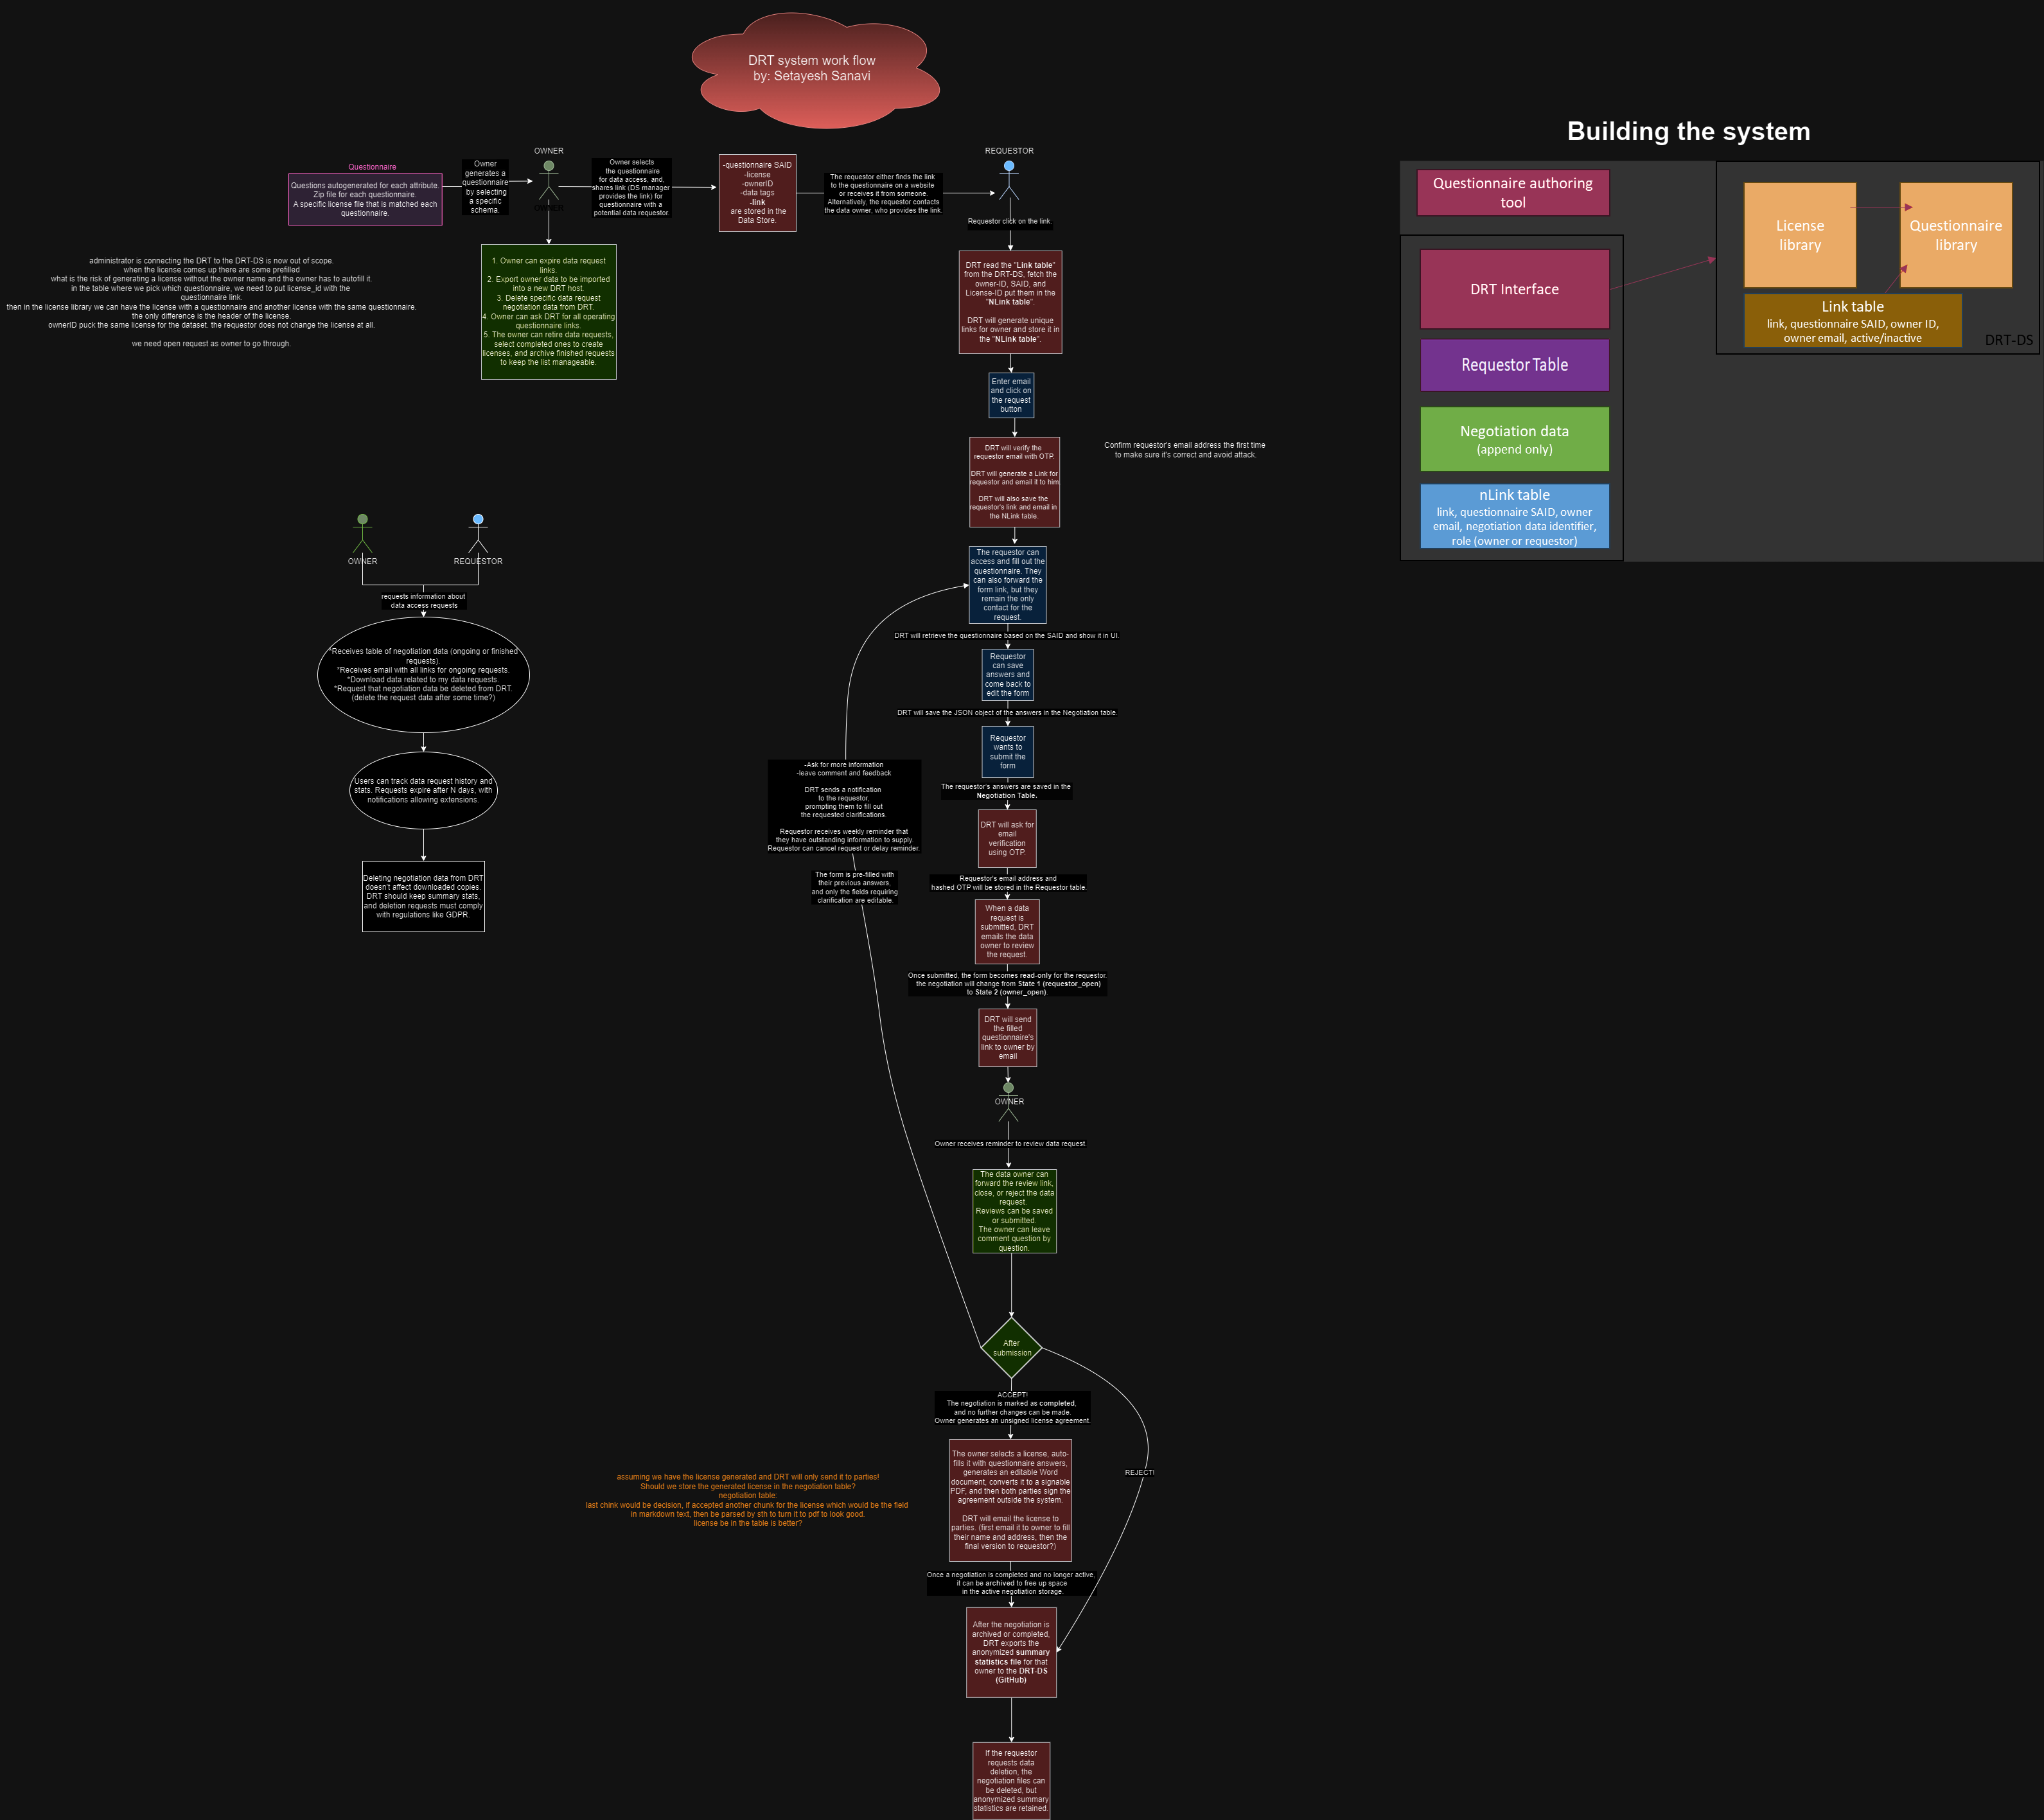 DRT system work flow
by: Setayesh Sanavi
Building the system
Questionnaire
Questions autogenerated for each attribute.
Zip file for each questionnaire.
A specific license file that is matched each
questionnaire.
Owner
generates a
questionnaire
by selecting
a specific
schema.
OWNER
OWNER
Owner selects
the questionnaire
for data access, and,
shares link (DS manager
provides the link) for
questionnaire with a
potential data requestor.
-questionnaire SAID
-license
-ownerID
-data tags
-link
are stored in the
Data Store.
The requestor either finds the link
to the questionnaire on a website
or receives it from someone.
Alternatively, the requestor contacts
the data owner, who provides the link.
REQUESTOR
Requestor click on the link.
administrator is connecting the DRT to the DRT-DS is now out of scope.
when the license comes up there are some prefilled
what is the risk of generating a license without the owner name and the owner has to autofill it.
in the table where we pick which questionnaire, we need to put license_id with the
questionnaire link.
then in the license library we can have the license with a questionnaire and another license with the same questionnaire.
the only difference is the header of the license.
ownerID puck the same license for the dataset. the requestor does not change the license at all.
we need open request as owner to go through.
1. Owner can expire data request
links.
2. Export owner data to be imported
into a new DRT host.
3. Delete specific data request
negotiation data from DRT.
4. Owner can ask DRT for all operating
questionnaire links.
5. The owner can retire data requests,
select completed ones to create
licenses, and archive finished requests
to keep the list manageable.
DRT read the "Link table"
from the DRT-DS, fetch the
owner-ID, SAID, and
License-ID put them in the
"NLink table".
DRT will generate unique
links for owner and store it in
the "NLink table".
Enter email
and click on
the request
button
DRT will verify the
requestor email with OTP.
DRT will generate a Link for
requestor and email it to him.
DRT will also save the
requestor's link and email in
the NLink table.
Confirm requestor's email address the first time
to make sure it's correct and avoid attack.
The requestor can
access and fill out the
questionnaire. They
can also forward the
form link, but they
remain the only
contact for the
request.
DRT will retrieve the questionnaire based on the SAID and show it in UI.
Requestor
can save
answers and
come back to
edit the form
DRT will save the JSON object of the answers in the Negotiation table.
Requestor
wants to
submit the
form
The requestor's answers are saved in the
Negotiation Table.
DRT will ask for
email
verification
using OTP.
Requestor's email address and
hashed OTP will be stored in the Requestor table.
When a data
request is
submitted, DRT
emails the data
owner to review
the request.
Once submitted, the form becomes read-only for the requestor.
the negotiation will change from State 1 (requestor_open)
to State 2 (owner_open).
DRT will send
the filled
questionnaire's
link to owner by
email
OWNER
Owner receives reminder to review data request.
The data owner can
forward the review link,
close, or reject the data
request.
Reviews can be saved
or submitted.
The owner can leave
comment question by
question.
After
submission
-Ask for more information
-leave comment and feedback
DRT sends a notification
to the requestor,
prompting them to fill out
the requested clarifications.
Requestor receives weekly reminder that
they have outstanding information to supply.
Requestor can cancel request or delay reminder.
The form is pre-filled with
their previous answers,
and only the fields requiring
clarification are editable.
ACCEPT!
The negotiation is marked as completed,
and no further changes can be made.
Owner generates an unsigned license agreement.
REJECT!
The owner selects a license, auto-
fills it with questionnaire answers,
generates an editable Word
document, converts it to a signable
PDF, and then both parties sign the
agreement outside the system.
DRT will email the license to
parties. (first email it to owner to fill
their name and address, then the
final version to requestor?)
assuming we have the license generated and DRT will only send it to parties!
Should we store the generated license in the negotiation table?
negotiation table:
last chink would be decision, if accepted another chunk for the license which would be the field
in markdown text, then be parsed by sth to turn it to pdf to look good.
license be in the table is better?
Once a negotiation is completed and no longer active,
it can be archived to free up space
in the active negotiation storage.
After the negotiation is
archived or completed,
DRT exports the
anonymized summary
statistics file for that
owner to the DRT-DS
(GitHub)
If the requestor
requests data
deletion, the
negotiation files can
be deleted, but
anonymized summary
statistics are retained.
OWNER
REQUESTOR
requests information about
data access requests
*Receives table of negotiation data (ongoing or finished
requests).
*Receives email with all links for ongoing requests.
*Download data related to my data requests.
*Request that negotiation data be deleted from DRT.
(delete the request data after some time?)
Users can track data request history and
stats. Requests expire after N days, with
notifications allowing extensions.
Deleting negotiation data from DRT
doesn't affect downloaded copies.
DRT should keep summary stats,
and deletion requests must comply
with regulations like GDPR.
Questionnaire authoring
tool
DRT Interface
Requestor Table
Negotiation data
(append only)
nLink table
link, questionnaire SAID, owner
email, negotiation data identifier,
role (owner or requestor)
License
library
Questionnaire
library
Link table
link, questionnaire SAID, owner ID,
owner email, active/inactive
DRT-DS